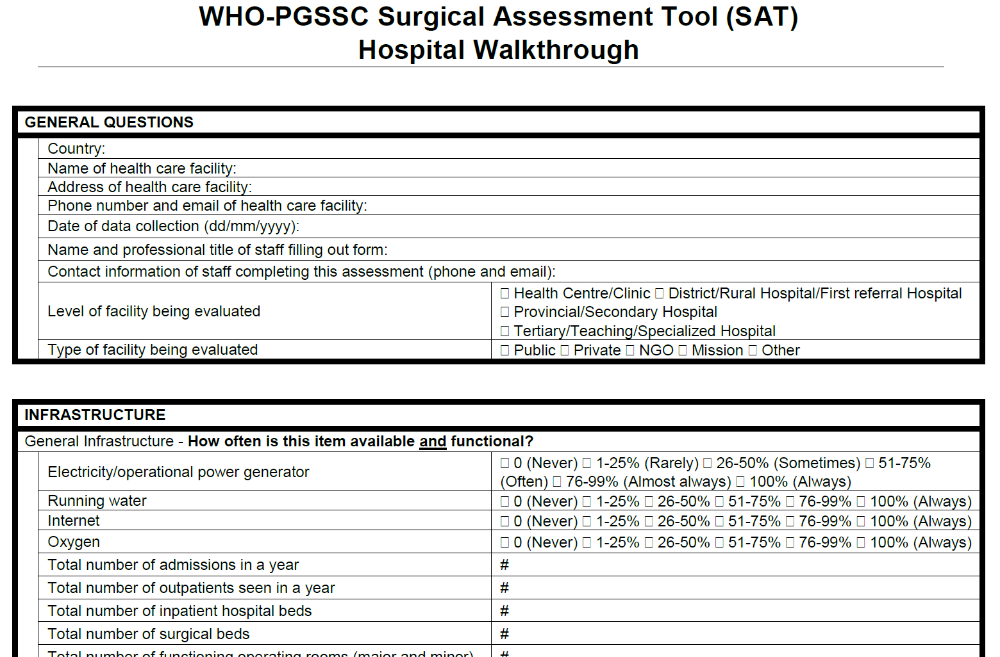 WHO-PGSSC Surgical Assessment Tool (SAT)
Hospital Walkthrough
GENERAL QUESTIONS
Country:
Name of health care facility:
Address of health care facility:
Phone number and email of health care facility:
Date of data collection (dd/mm/yyyy):
Name and professional title of staff filling out form:
Contact information of staff completing this assessment (phone and email):
Level of facility being evaluated
☐ Health Centre/Clinic ☐ District/Rural Hospital/First referral Hospital
☐ Provincial/Secondary Hospital
☐ Tertiary/Teaching/Specialized Hospital
Type of facility being evaluated
☐ Public ☐ Private ☐ NGO ☐ Mission ☐ Other
INFRASTRUCTURE
General Infrastructure - How often is this item available and functional?
Electricity/operational power generator
☐ 0 (Never) ☐ 1-25% (Rarely) ☐ 26-50% (Sometimes) ☐ 51-75%
(Often) ☐ 76-99% (Almost always) ☐ 100% (Always)
Running water
☐ 0 (Never) ☐ 1-25% ☐ 26-50% ☐ 51-75% ☐ 76-99% ☐ 100% (Always)
Internet
☐ 0 (Never) ☐ 1-25% ☐ 26-50% ☐ 51-75% ☐ 76-99% ☐ 100% (Always)
Oxygen
☐ 0 (Never) ☐ 1-25% ☐ 26-50% ☐ 51-75% ☐ 76-99% ☐ 100% (Always)
Total number of admissions in a year
#
Total number of outpatients seen in a year
#
Total number of inpatient hospital beds
#
Total number of surgical beds
#
Total number of functioning operating rooms (major and minor)
#